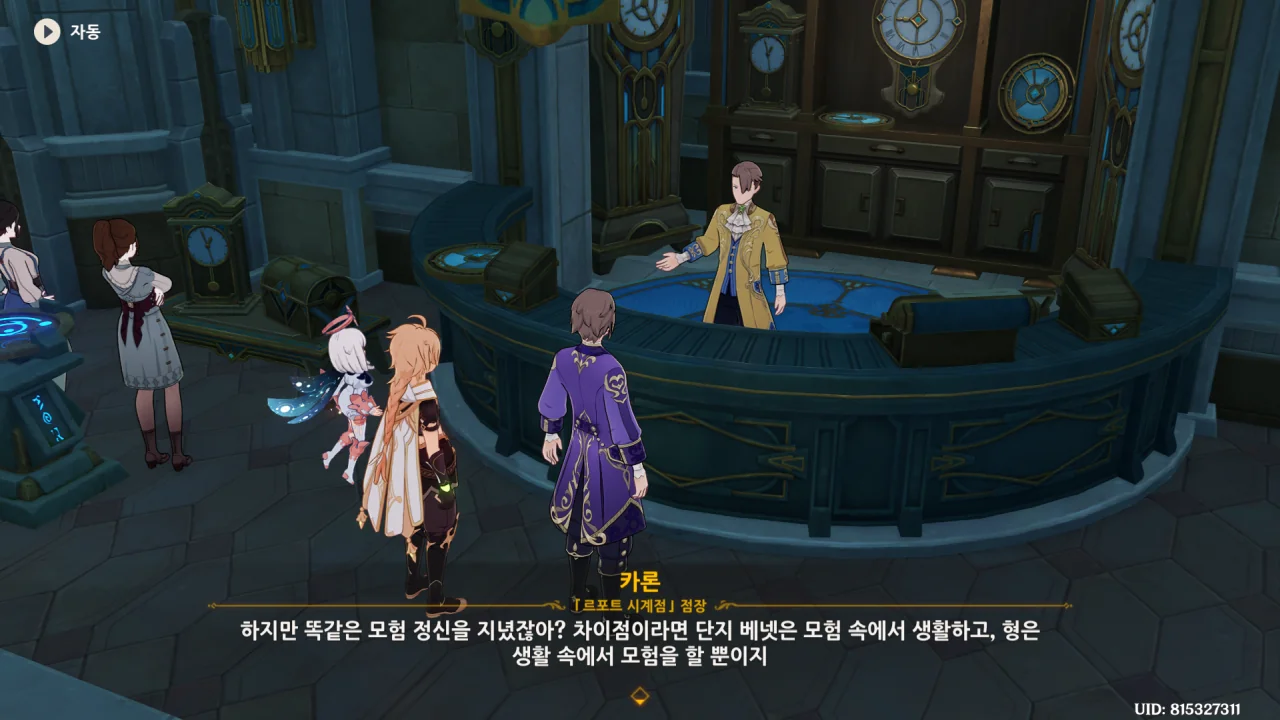 자동
카론
「르포트 시계점」 점장
하지만 똑같은 모험 정신을 지녔잖아? 차이점이라면 단지 베넷은 모험 속에서 생활하고, 형은
생활 속에서 모험을 할 뿐이지
UID: 815327311